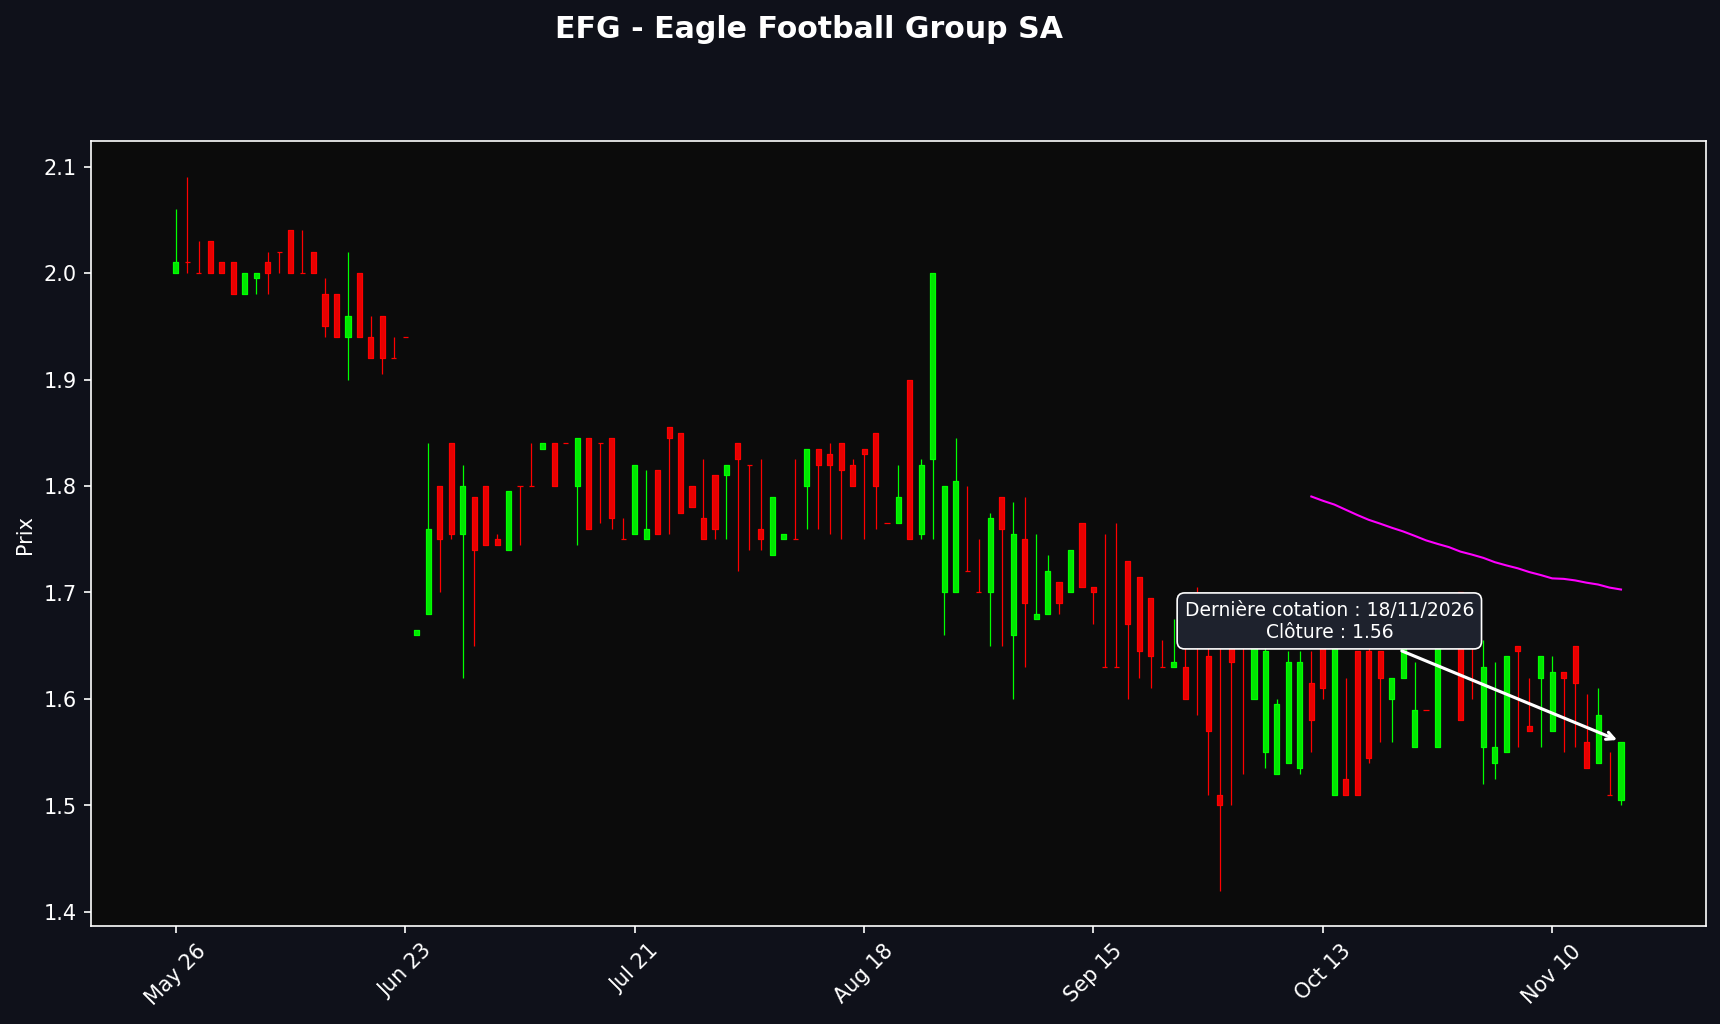 EFG - Eagle Football Group SA
Prix
2.1
2.0
1.9
1.8
1.7
1.6
1.5
1.4
Dernière cotation : 18/11/2026
Clôture : 1.56
May 26
Jun 23
Jul 21
Aug 18
Sep 15
Oct 13
Nov 10